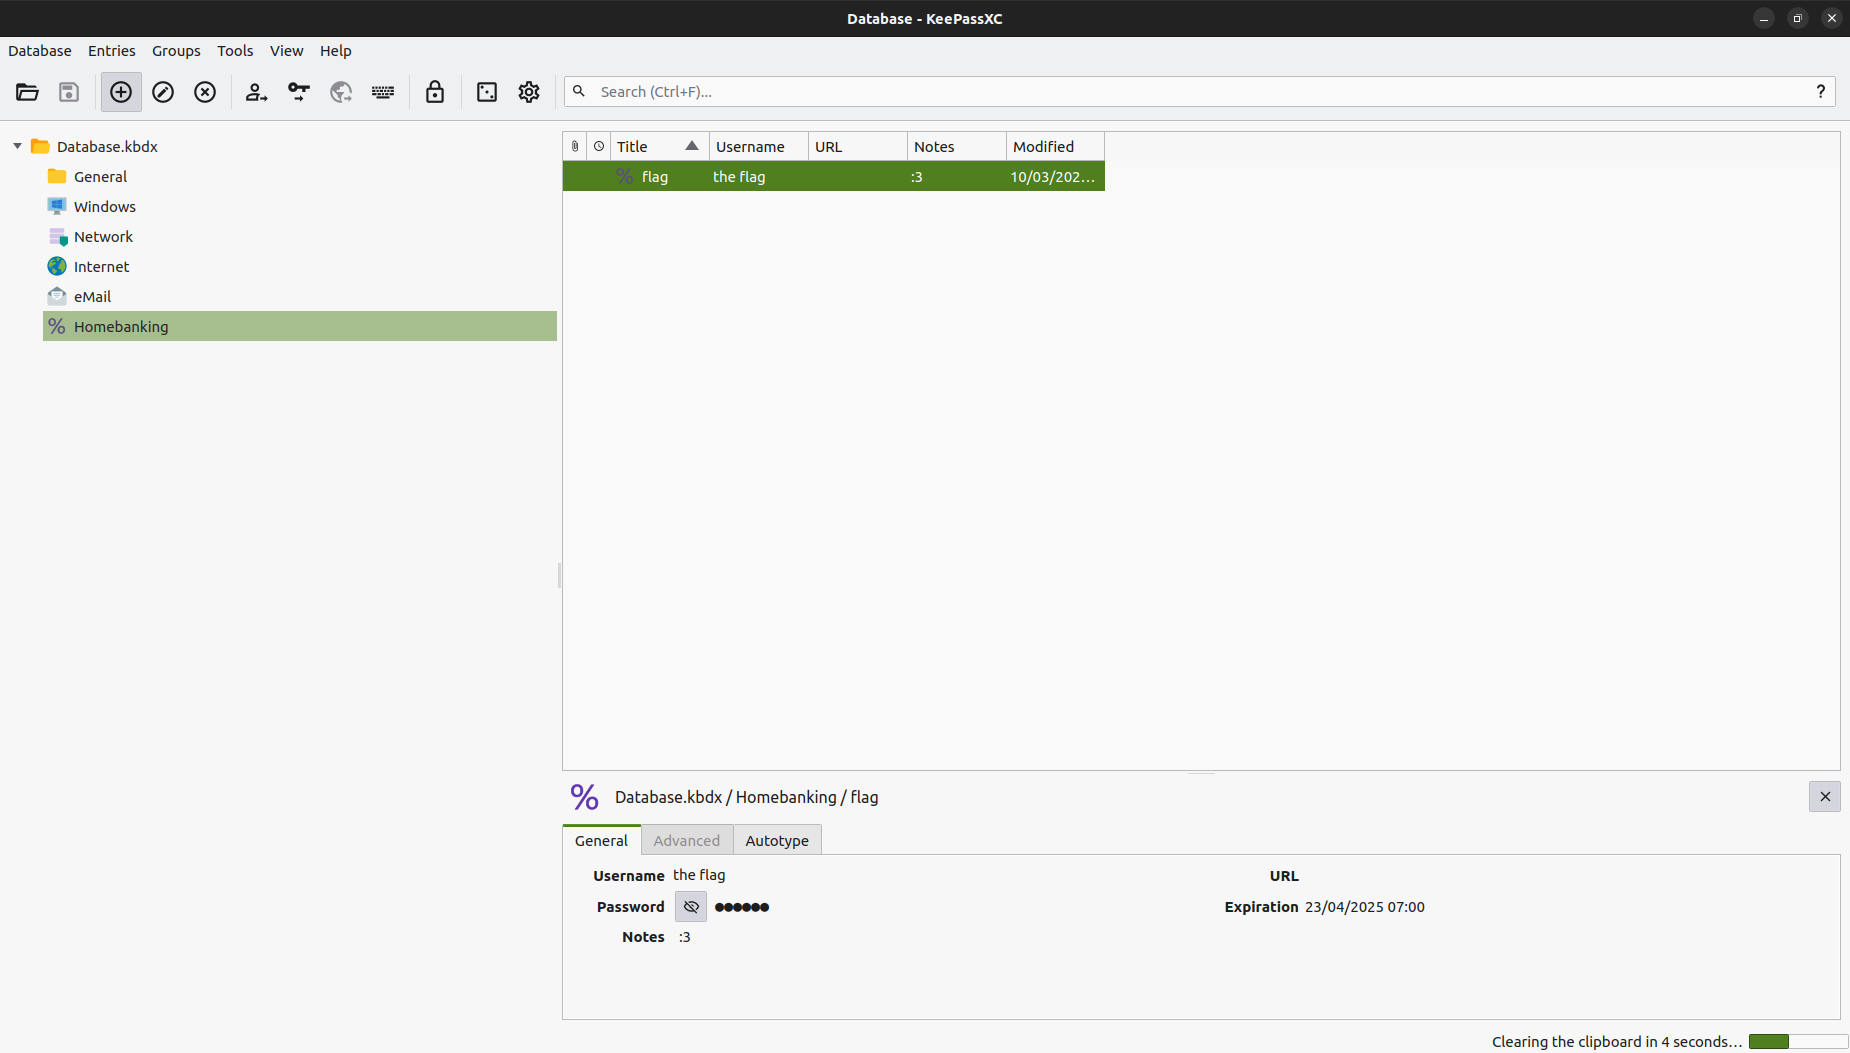 Database - KeePassXC
Database Entries Groups Tools View Help
Search (Ctrl+F)... ?
Database.kbdx
General
Windows
Network
Internet
eMail
Homebanking
Title Username URL Notes Modified
flag the flag :3 10/03/202...
Database.kbdx / Homebanking / flag
General Advanced Autotype
Username the flag URL
Password ●●●●●● Expiration 23/04/2025 07:00
Notes :3
Clearing the clipboard in 4 seconds...